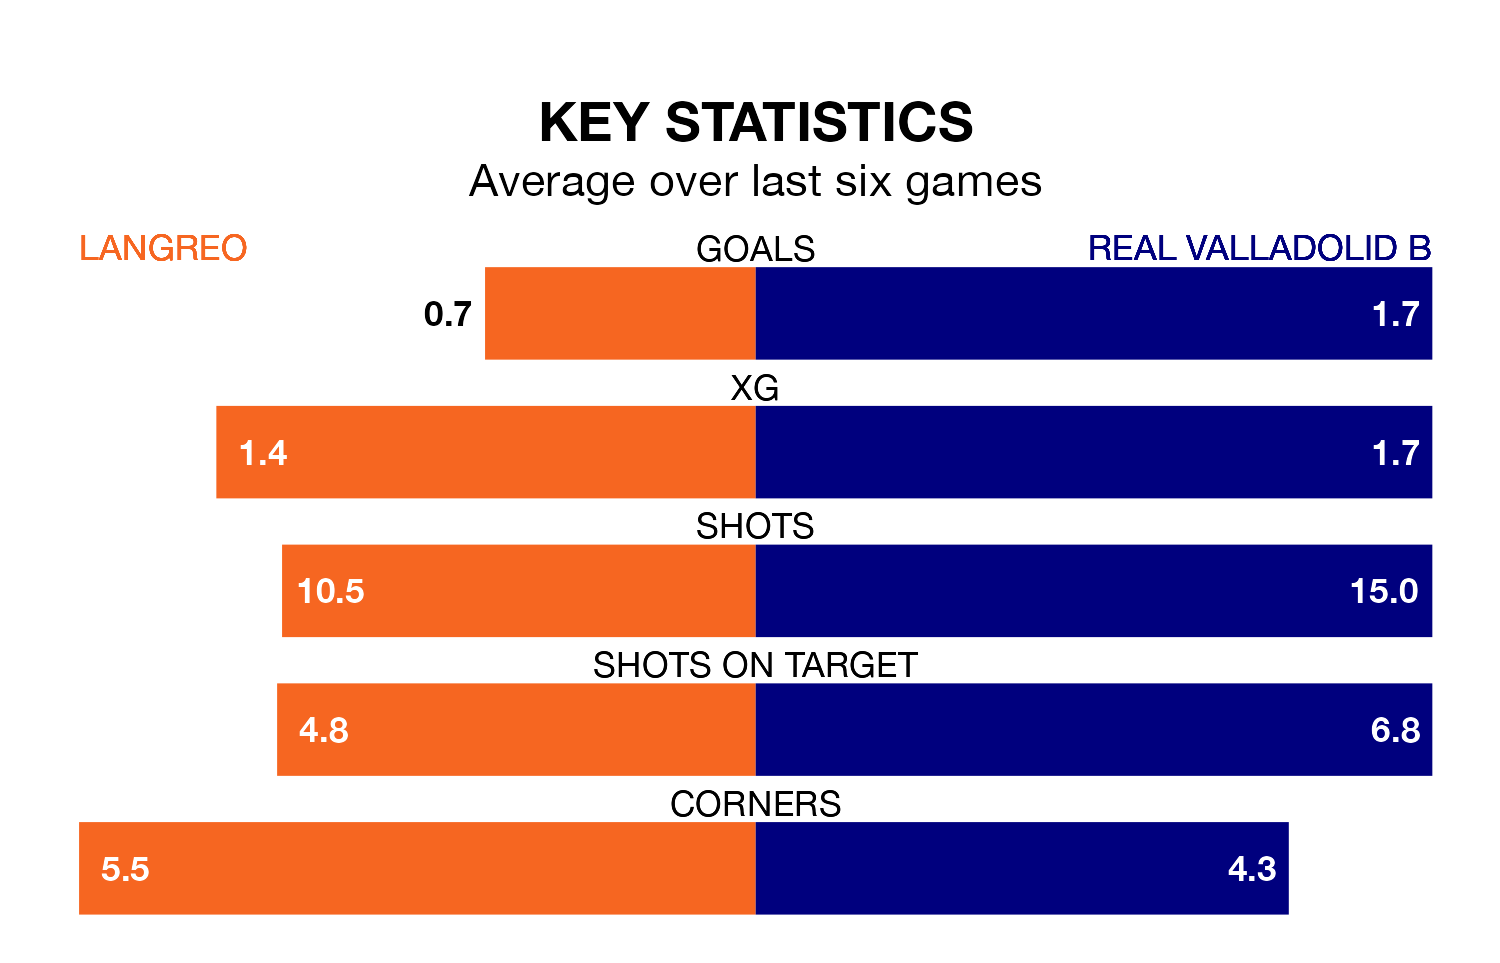 KEY STATISTICS
Average over last six games
LANGREO GOALS REAL VALLADOLID B
0.7 1.7
XG
1.4 1.7
SHOTS
10.5 15.0
SHOTS ON TARGET
4.8 6.8
CORNERS
5.5 4.3